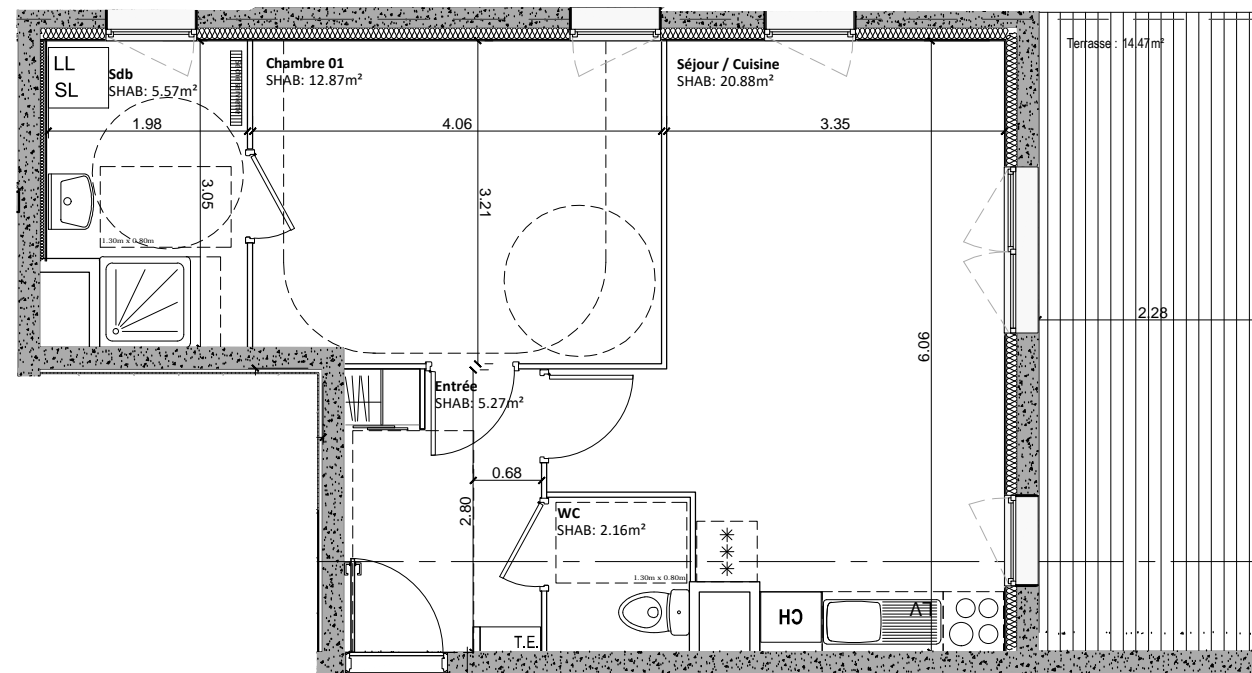 LL
SL
Sdb
SHAB: 5.57m²
Chambre 01
SHAB: 12.87m²
Séjour / Cuisine
SHAB: 20.88m²
Terrasse : 14.47m²
1.98
4.06
3.35
3.05
3.21
6.06
2.28
1.30m x 0.80m
Entrée
SHAB: 5.27m²
0.68
2.80
WC
SHAB: 2.16m²
1.30m x 0.80m
T.E.
CH
LV